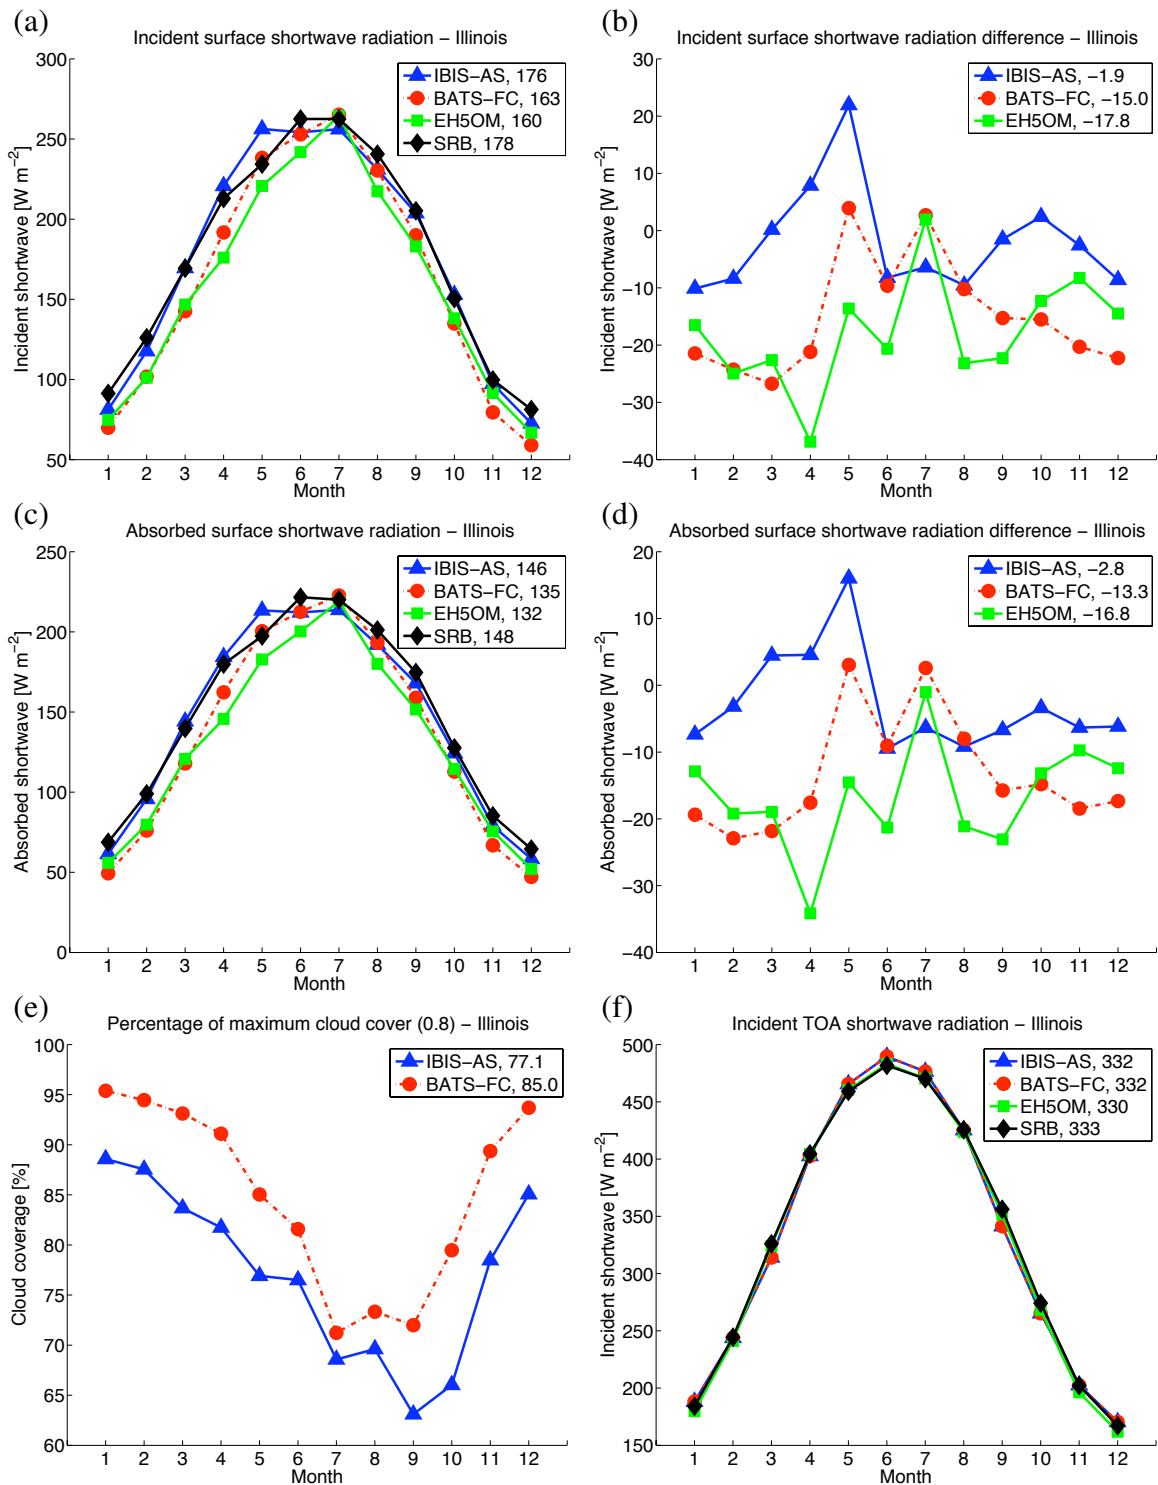 (a)
Incident surface shortwave radiation – Illinois
300
250
200
150
100
50
Incident shortwave [W m−2]
IBIS−AS, 176
BATS−FC, 163
EH5OM, 160
SRB, 178
1 2 3 4 5 6 7 8 9 10 11 12
Month
(b)
Incident surface shortwave radiation difference – Illinois
30
20
10
0
−10
−20
−30
−40
Incident shortwave [W m−2]
IBIS−AS, −1.9
BATS−FC, −15.0
EH5OM, −17.8
1 2 3 4 5 6 7 8 9 10 11 12
Month
(c)
Absorbed surface shortwave radiation – Illinois
250
200
150
100
50
0
Absorbed shortwave [W m−2]
IBIS−AS, 146
BATS−FC, 135
EH5OM, 132
SRB, 148
1 2 3 4 5 6 7 8 9 10 11 12
Month
(d)
Absorbed surface shortwave radiation difference – Illinois
20
10
0
−10
−20
−30
−40
Absorbed shortwave [W m−2]
IBIS−AS, −2.8
BATS−FC, −13.3
EH5OM, −16.8
1 2 3 4 5 6 7 8 9 10 11 12
Month
(e)
Percentage of maximum cloud cover (0.8) – Illinois
100
95
90
85
80
75
70
65
60
Cloud coverage [%]
IBIS−AS, 77.1
BATS−FC, 85.0
1 2 3 4 5 6 7 8 9 10 11 12
Month
(f)
Incident TOA shortwave radiation – Illinois
500
450
400
350
300
250
200
150
Incident shortwave [W m−2]
IBIS−AS, 332
BATS−FC, 332
EH5OM, 330
SRB, 333
1 2 3 4 5 6 7 8 9 10 11 12
Month